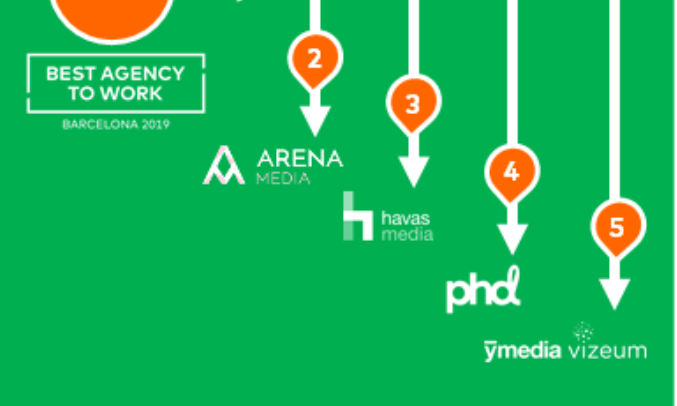 BEST AGENCY
TO WORK
BARCELONA 2019
2
ARENA
MEDIA
3
havas
media
4
phd
5
ymedia vizeum